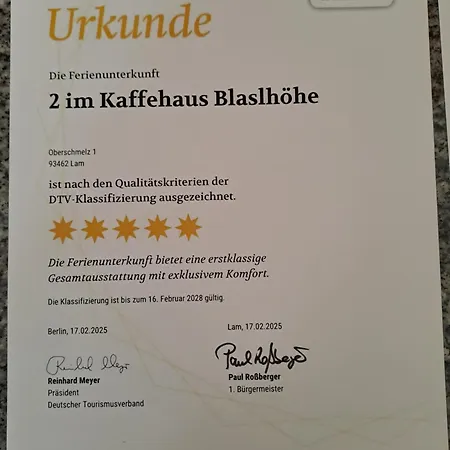 Urkunde
Die Ferienunterkunft
2 im Kaffehaus Blaslhöhe
Oberschmelz 1
93462 Lam
ist nach den Qualitätskriterien der
DTV-Klassifizierung ausgezeichnet.
Die Ferienunterkunft bietet eine erstklassige
Gesamtausstattung mit exklusivem Komfort.
Die Klassifizierung ist bis zum 16. Februar 2028 gültig.
Berlin, 17.02.2025
Lam, 17.02.2025
Reinhard Meyer
Präsident
Deutscher Tourismusverband
Paul Roßberger
Paul Roßberger
1. Bürgermeister